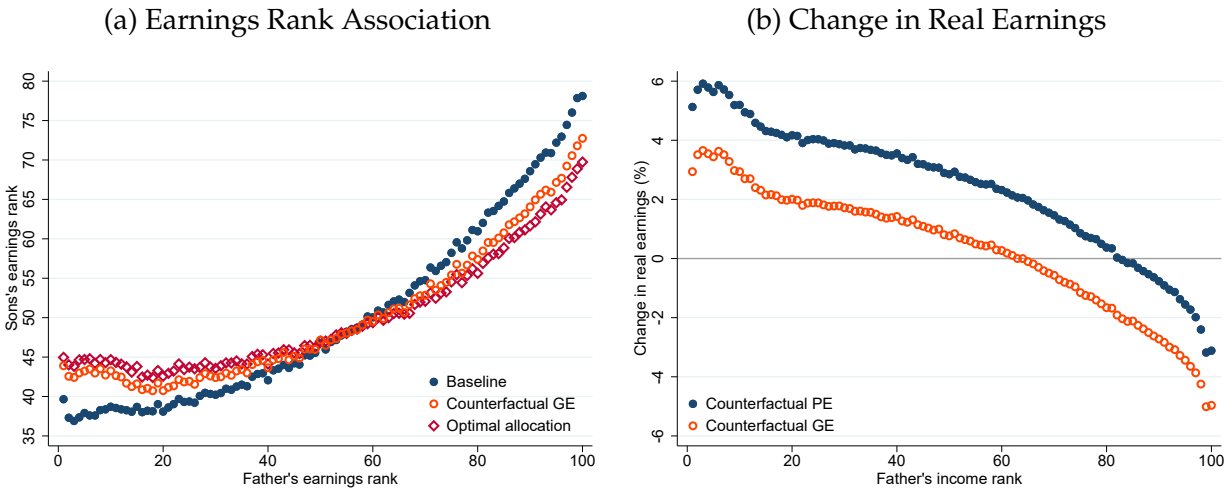 (a) Earnings Rank Association
Sons's earnings rank
80
75
70
65
60
55
50
45
40
35
Baseline
Counterfactual GE
Optimal allocation
0 20 40 60 80 100
Father's earnings rank
(b) Change in Real Earnings
Change in real earnings (%)
6
4
2
0
-2
-4
-6
Counterfactual PE
Counterfactual GE
0 20 40 60 80 100
Father's income rank